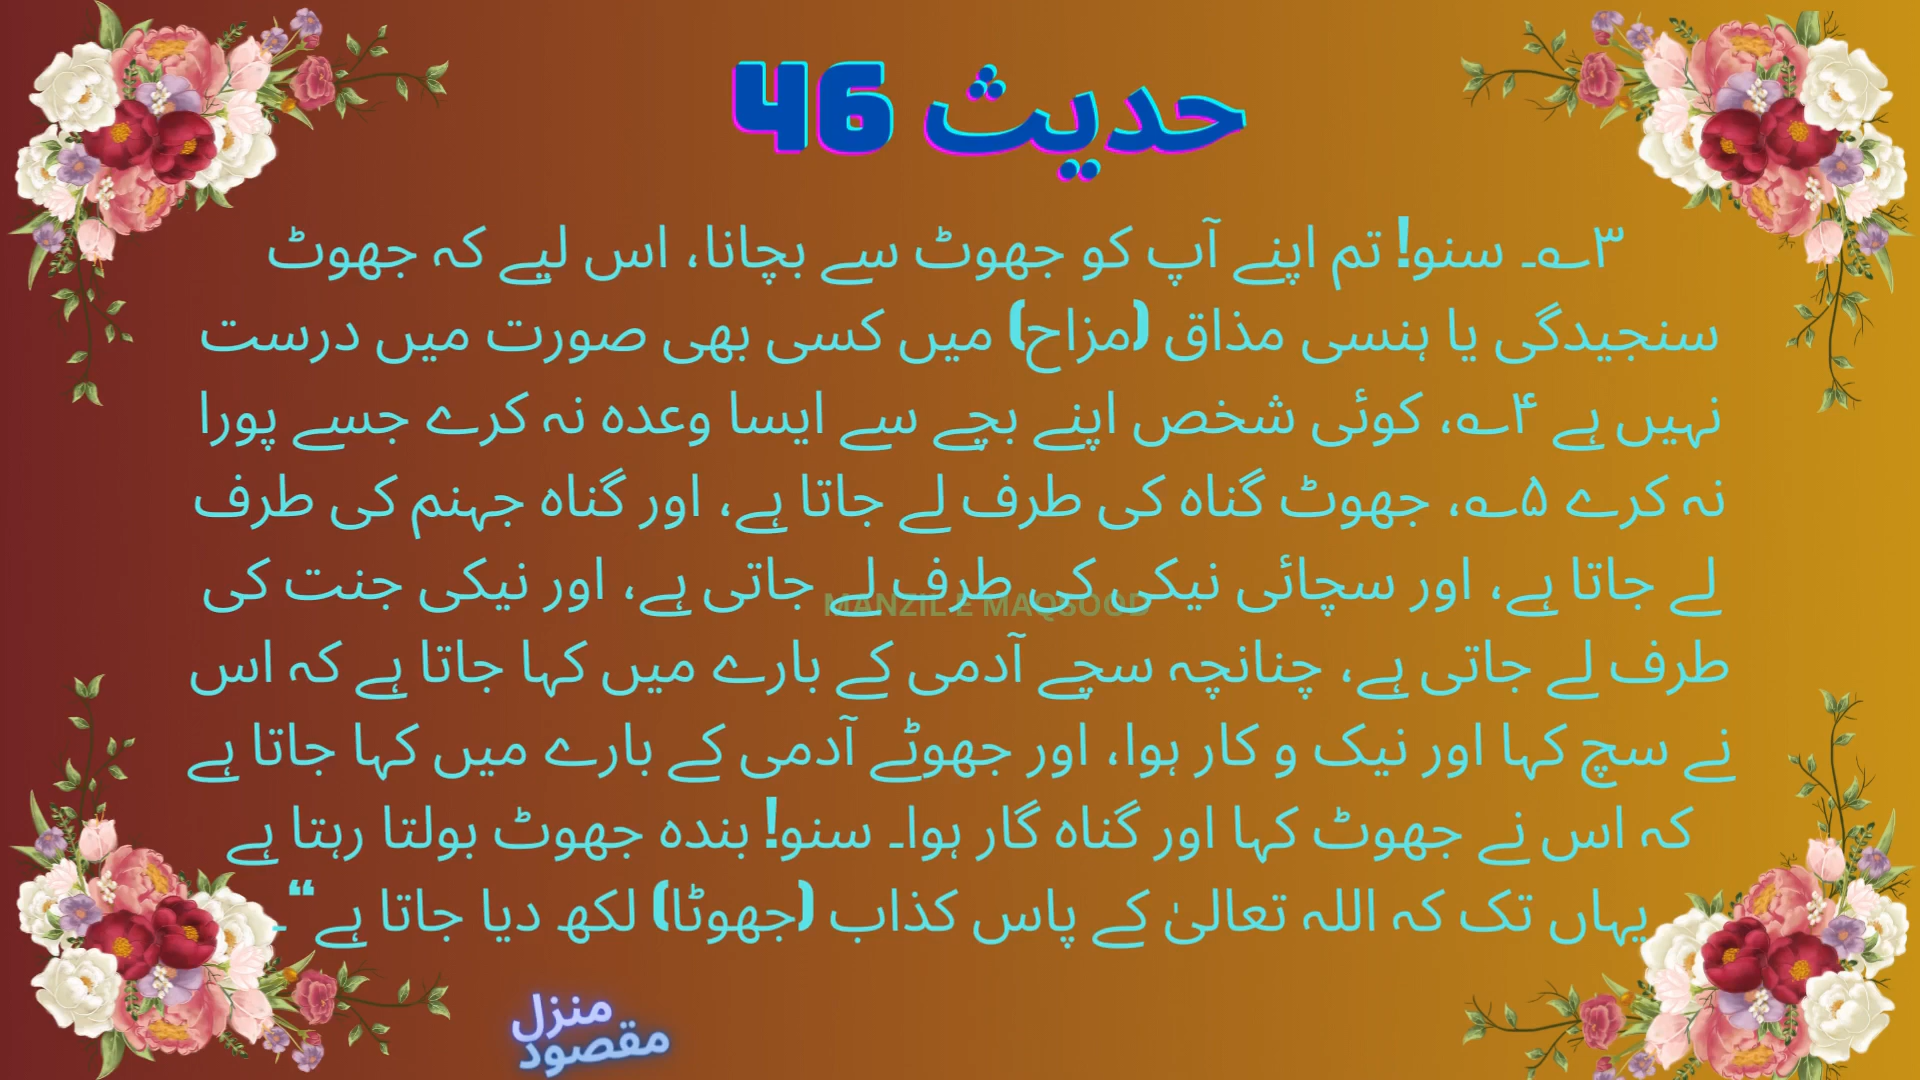 حدیث 46
۳؎۔ سنو! تم اپنے آپ کو جھوٹ سے بچانا، اس لیے کہ جھوٹ
سنجیدگی یا ہنسی مذاق (مزاح) میں کسی بھی صورت میں درست
نہیں ہے ۴؎، کوئی شخص اپنے بچے سے ایسا وعدہ نہ کرے جسے پورا
نہ کرے ۵؎، جھوٹ گناہ کی طرف لے جاتا ہے، اور گناہ جہنم کی طرف
لے جاتا ہے، اور سچائی نیکی کی طرف لے جاتی ہے، اور نیکی جنت کی
MANZIL E MAQSOOD
طرف لے جاتی ہے، چنانچہ سچے آدمی کے بارے میں کہا جاتا ہے کہ اس
نے سچ کہا اور نیک و کار ہوا، اور جھوٹے آدمی کے بارے میں کہا جاتا ہے
کہ اس نے جھوٹ کہا اور گناہ گار ہوا۔ سنو! بندہ جھوٹ بولتا رہتا ہے
یہاں تک کہ اللہ تعالیٰ کے پاس کذاب (جھوٹا) لکھ دیا جاتا ہے“۔
منزل
مقصود